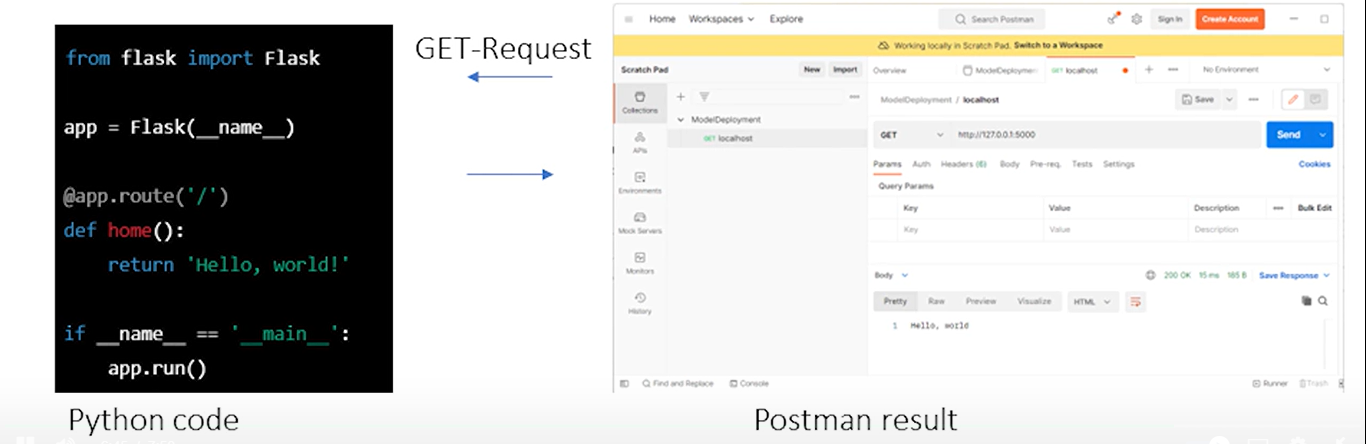 from flask import Flask
app = Flask(__name__)
@app.route('/')
def home():
return 'Hello, world!'
if __name__ == '__main__':
app.run()
Python code
GET-Request
Home Workspaces Explore
Search Postman
Sign In Create Account
Working locally in Scratch Pad. Switch to a Workspace
Scratch Pad New Import
Overview ModelDeploymen GET localhost No Environment
Collections
APIs
Environments
Mock Servers
Monitors
History
ModelDeployment
GET localhost
ModelDeployment / localhost Save
GET http://127.0.0.1:5000 Send
Params Auth Headers (6) Body Pre-req. Tests Settings Cookies
Query Params
Key Value Description Bulk Edit
Key Value Description
Body 200 OK 15 ms 185 B Save Response
Pretty Raw Preview Visualize HTML
1 Hello, world
Find and Replace Console Runner Trash
Postman result